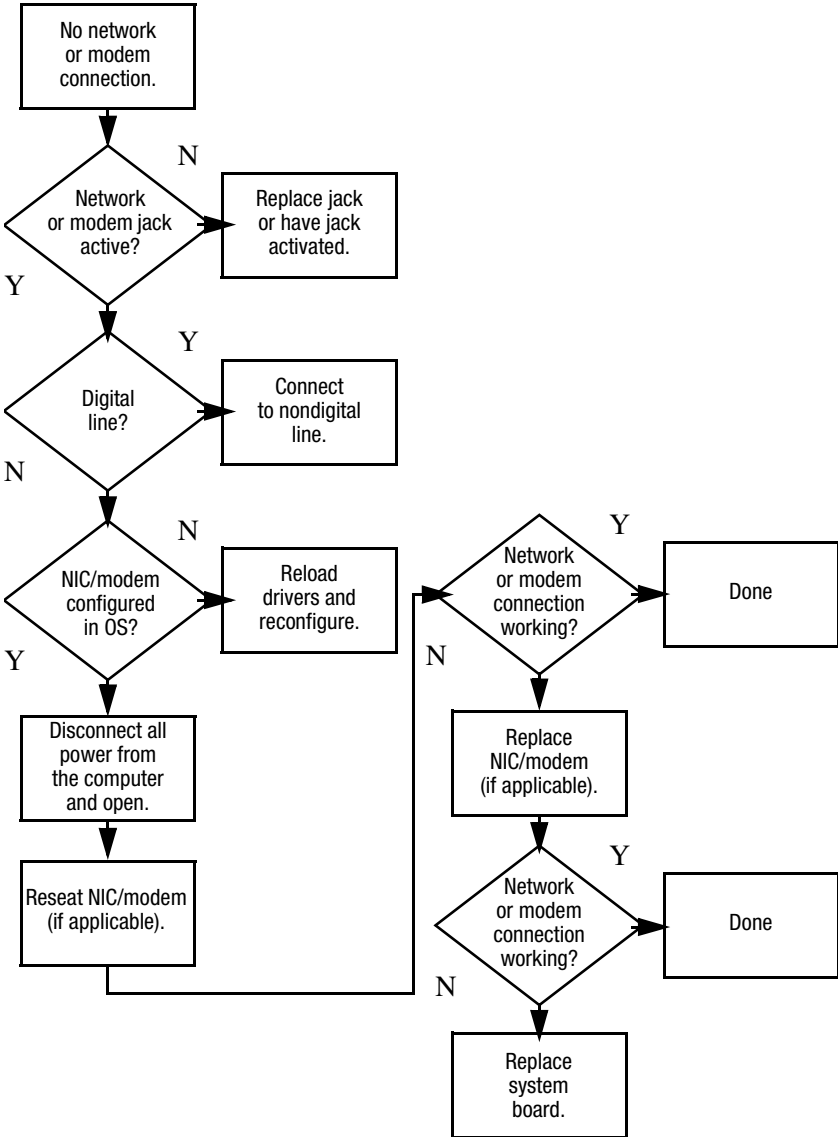 No network
or modem
connection.
N
Network
or modem jack
active?
Replace jack
or have jack
activated.
Y
Y
Digital
line?
Connect
to nondigital
line.
N
N
NIC/modem
configured
in OS?
Reload
drivers and
reconfigure.
Y
Disconnect all
power from
the computer
and open.
Reseat NIC/modem
(if applicable).
Y
Network
or modem
connection
working?
Done
N
Replace
NIC/modem
(if applicable).
Y
Network
or modem
connection
working?
Done
N
Replace
system
board.